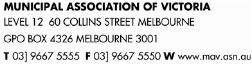 MUNICIPAL ASSOCIATION OF VICTORIA
LEVEL 12 60 COLLINS STREET MELBOURNE
GPO BOX 4326 MELBOURNE 3001
T 03] 9667 5555 F 03] 9667 5550 W www.mav.asn.au